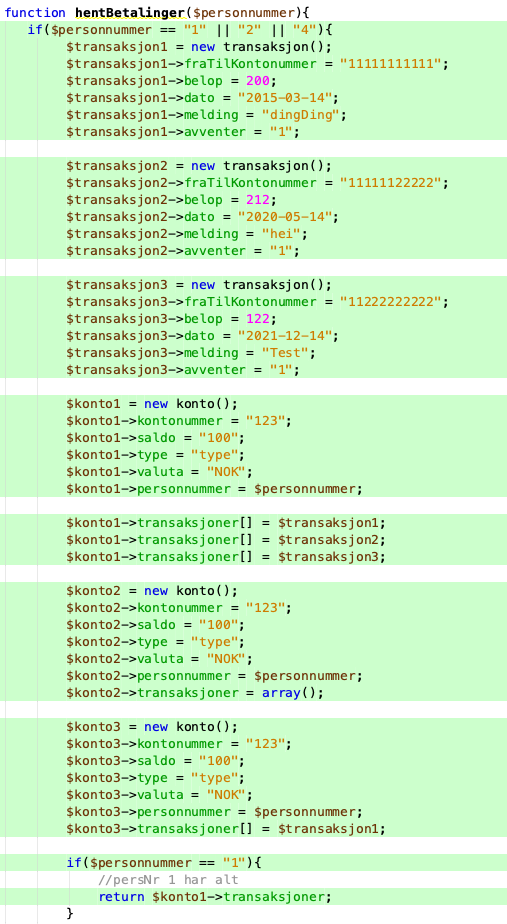 function hentBetalinger($personnummer){
if($personnummer == "1" || "2" || "4"){
$transaksjon1 = new transaksjon();
$transaksjon1->fraTilKontonummer = "11111111111";
$transaksjon1->belop = 200;
$transaksjon1->dato = "2015-03-14";
$transaksjon1->melding = "dingDing";
$transaksjon1->avventer = "1";
$transaksjon2 = new transaksjon();
$transaksjon2->fraTilKontonummer = "11111122222";
$transaksjon2->belop = 212;
$transaksjon2->dato = "2020-05-14";
$transaksjon2->melding = "hei";
$transaksjon2->avventer = "1";
$transaksjon3 = new transaksjon();
$transaksjon3->fraTilKontonummer = "11222222222";
$transaksjon3->belop = 122;
$transaksjon3->dato = "2021-12-14";
$transaksjon3->melding = "Test";
$transaksjon3->avventer = "1";
$konto1 = new konto();
$konto1->kontonummer = "123";
$konto1->saldo = "100";
$konto1->type = "type";
$konto1->valuta = "NOK";
$konto1->personnummer = $personnummer;
$konto1->transaksjoner[] = $transaksjon1;
$konto1->transaksjoner[] = $transaksjon2;
$konto1->transaksjoner[] = $transaksjon3;
$konto2 = new konto();
$konto2->kontonummer = "123";
$konto2->saldo = "100";
$konto2->type = "type";
$konto2->valuta = "NOK";
$konto2->personnummer = $personnummer;
$konto2->transaksjoner = array();
$konto3 = new konto();
$konto3->kontonummer = "123";
$konto3->saldo = "100";
$konto3->type = "type";
$konto3->valuta = "NOK";
$konto3->personnummer = $personnummer;
$konto3->transaksjoner[] = $transaksjon1;
if($personnummer == "1"){
//persNr 1 har alt
return $konto1->transaksjoner;
}